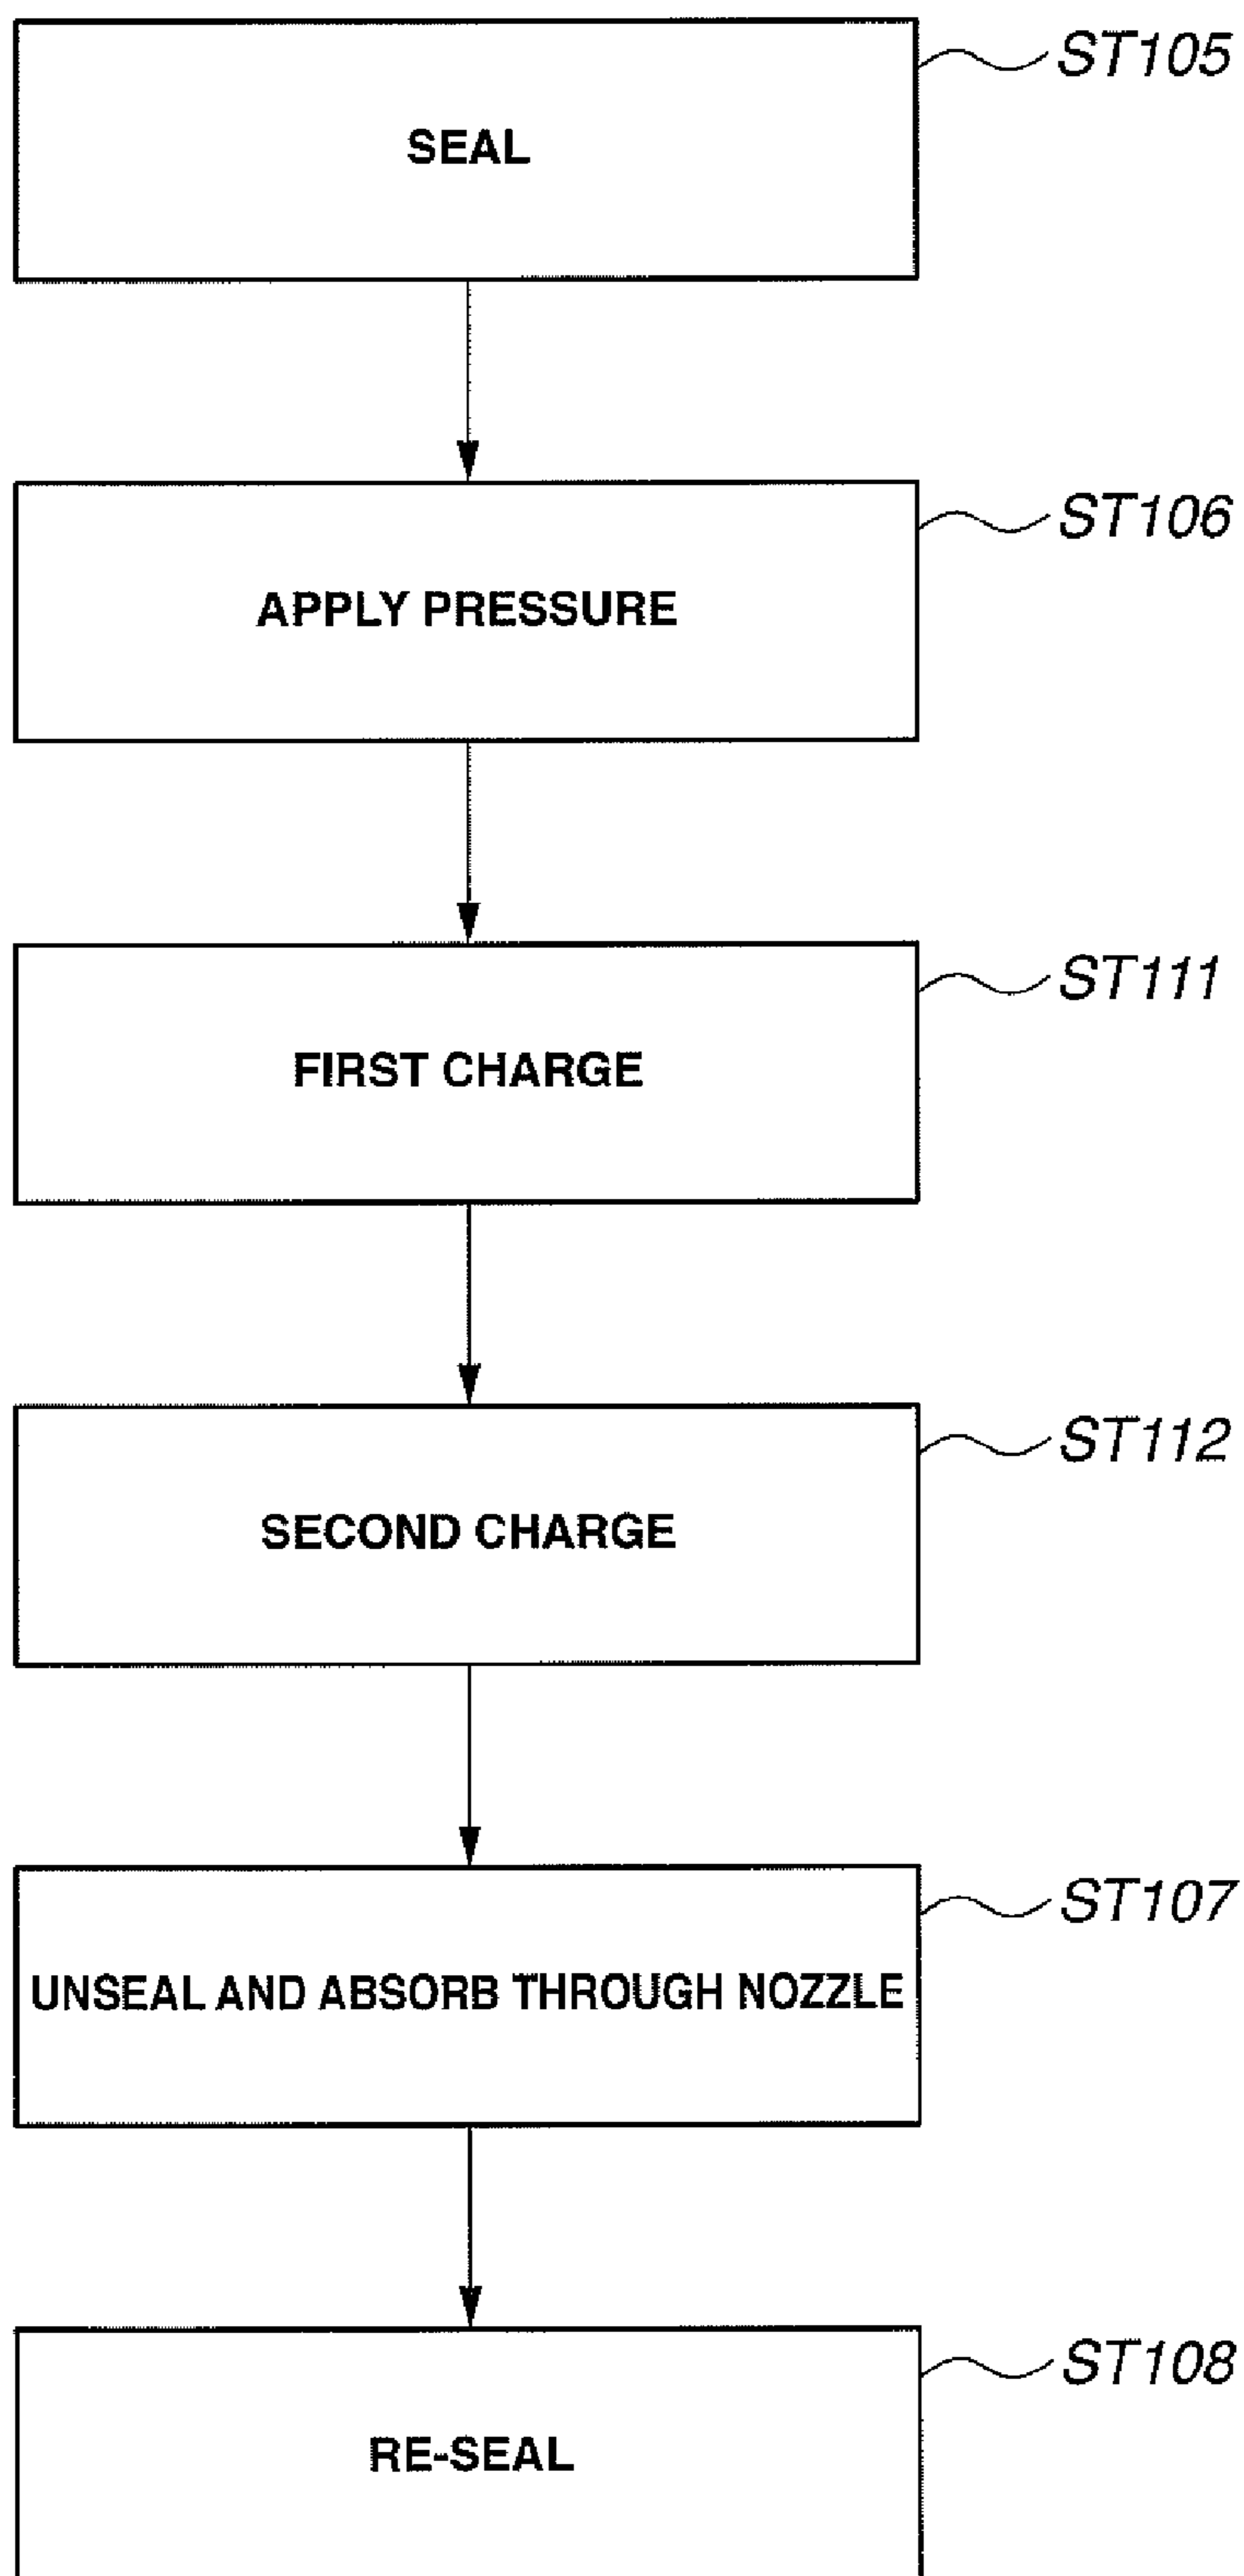 SEAL
ST105
APPLY PRESSURE
ST106
FIRST CHARGE
ST111
SECOND CHARGE
ST112
UNSEAL AND ABSORB THROUGH NOZZLE
ST107
RE-SEAL
ST108